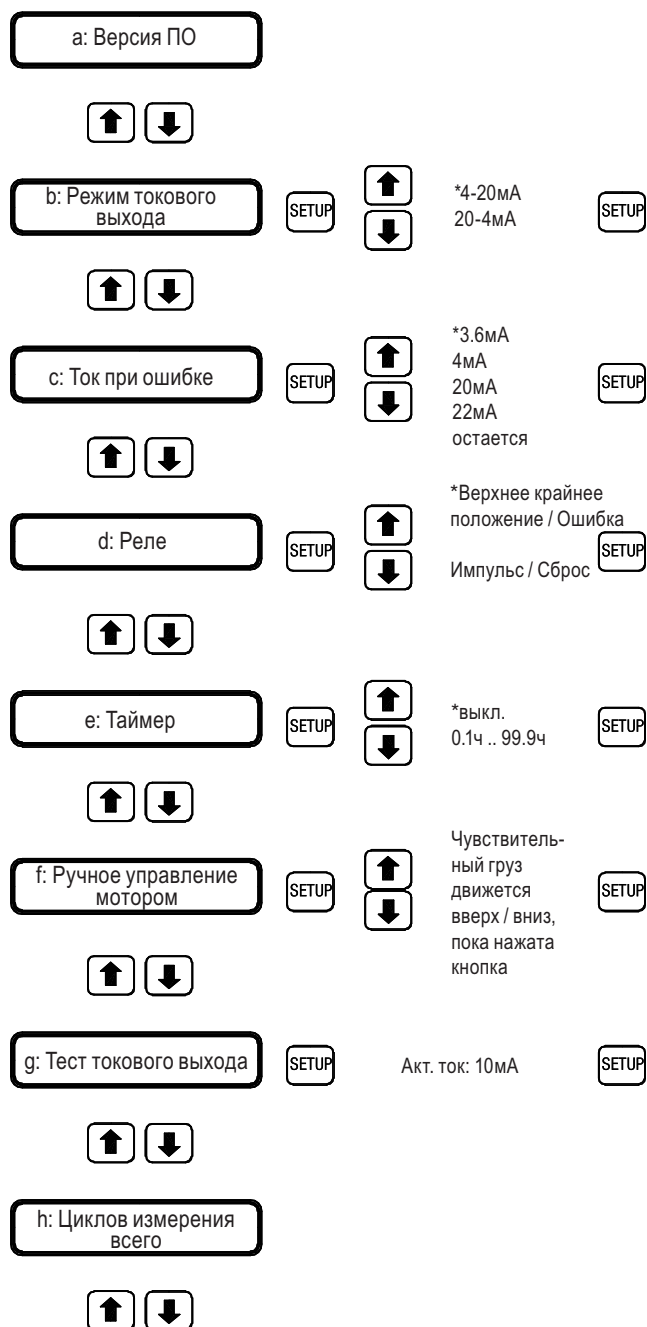 a: Версия ПО
b: Режим токового
выхода
SETUP
*4-20мА
20-4мА
SETUP
c: Ток при ошибке
SETUP
*3.6мА
4мА
20мА
22мА
остается
SETUP
d: Реле
SETUP
*Верхнее крайнее
положение / Ошибка
Импульс / Сброс
SETUP
e: Таймер
SETUP
*выкл.
0.1ч .. 99.9ч
SETUP
f: Ручное управление
мотором
SETUP
Чувствитель-
ный груз
движется
вверх / вниз,
пока нажата
кнопка
SETUP
g: Тест токового выхода
SETUP
Акт. ток: 10мА
SETUP
h: Циклов измерения
всего